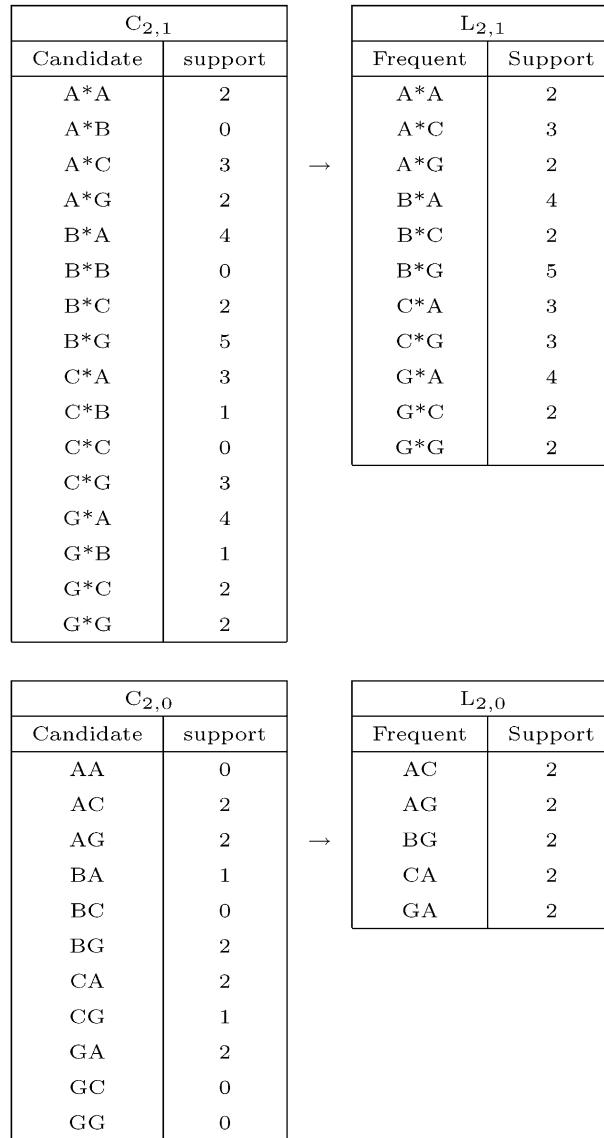 C2,1 L2,1
Candidate support Frequent Support
A*A 2 A*A 2
A*B 0 A*C 3
A*C 3 → A*G 2
A*G 2 B*A 4
B*A 4 B*C 2
B*B 0 B*G 5
B*C 2 C*A 3
B*G 5 C*G 3
C*A 3 G*A 4
C*B 1 G*C 2
C*C 0 G*G 2
C*G 3
G*A 4
G*B 1
G*C 2
G*G 2
C2,0 L2,0
Candidate support Frequent Support
AA 0 AC 2
AC 2 AG 2
AG 2 → BG 2
BA 1 CA 2
BC 0 GA 2
BG 2
CA 2
CG 1
GA 2
GC 0
GG 0